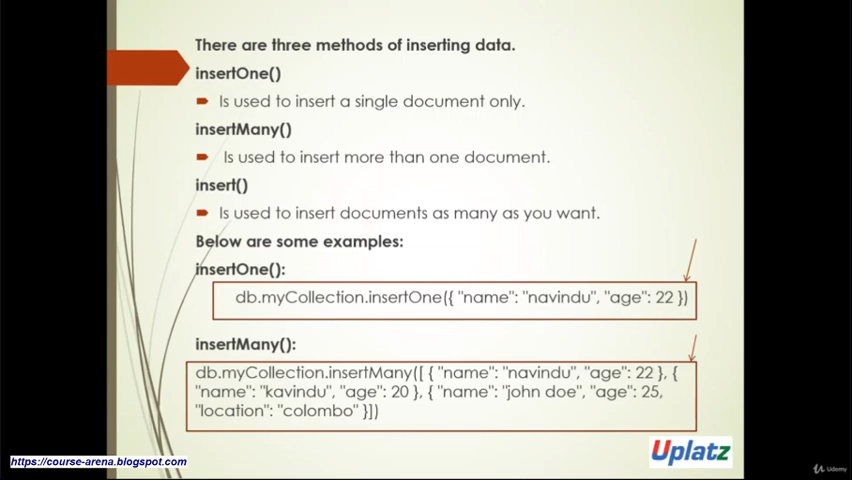 There are three methods of inserting data.
insertOne()
Is used to insert a single document only.
insertMany()
Is used to insert more than one document.
insert()
Is used to insert documents as many as you want.
Below are some examples:
insertOne():
db.myCollection.insertOne({ "name": "navindu", "age": 22 })
insertMany():
db.myCollection.insertMany([ { "name": "navindu", "age": 22 }, {
"name": "kavindu", "age": 20 }, { "name": "john doe", "age": 25,
"location": "colombo" }])
Uplatz
https://course-arena.blogspot.com
Udemy